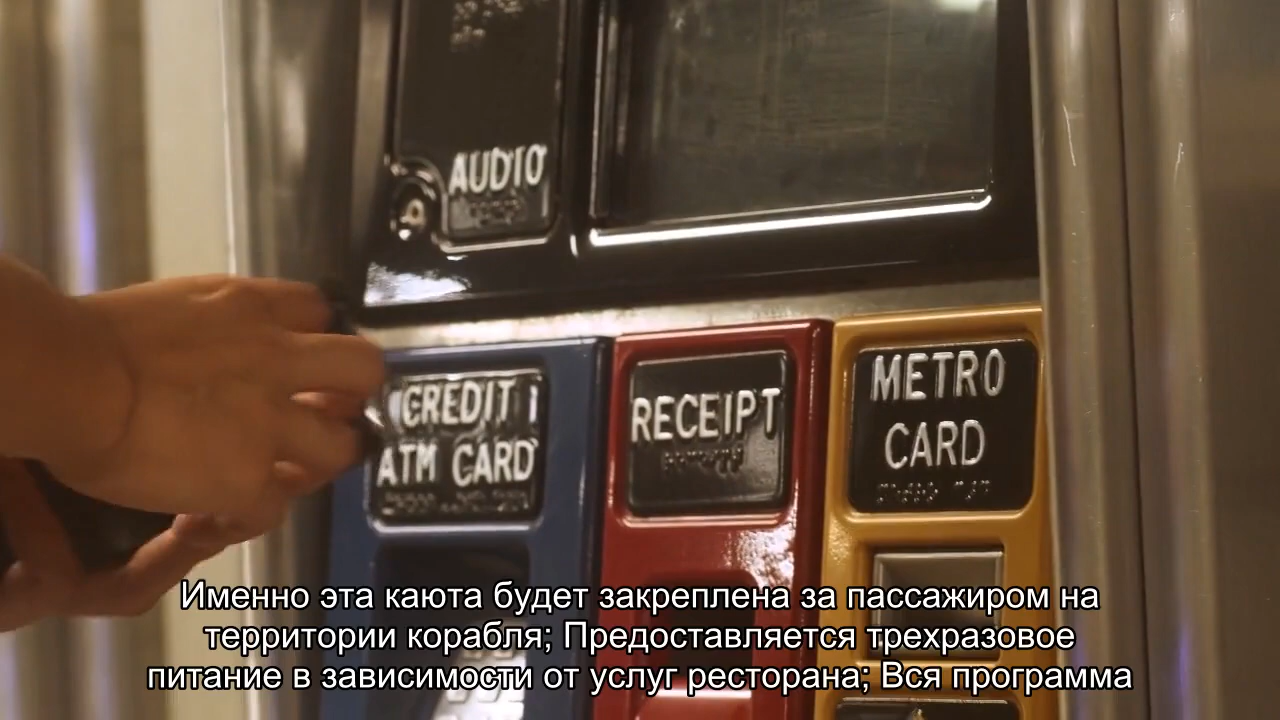 AUDIO
CREDIT
ATM CARD
RECEIPT
METRO
CARD
Именно эта каюта будет закреплена за пассажиром на
территории корабля; Предоставляется трехразовое
питание в зависимости от услуг ресторана; Вся программа